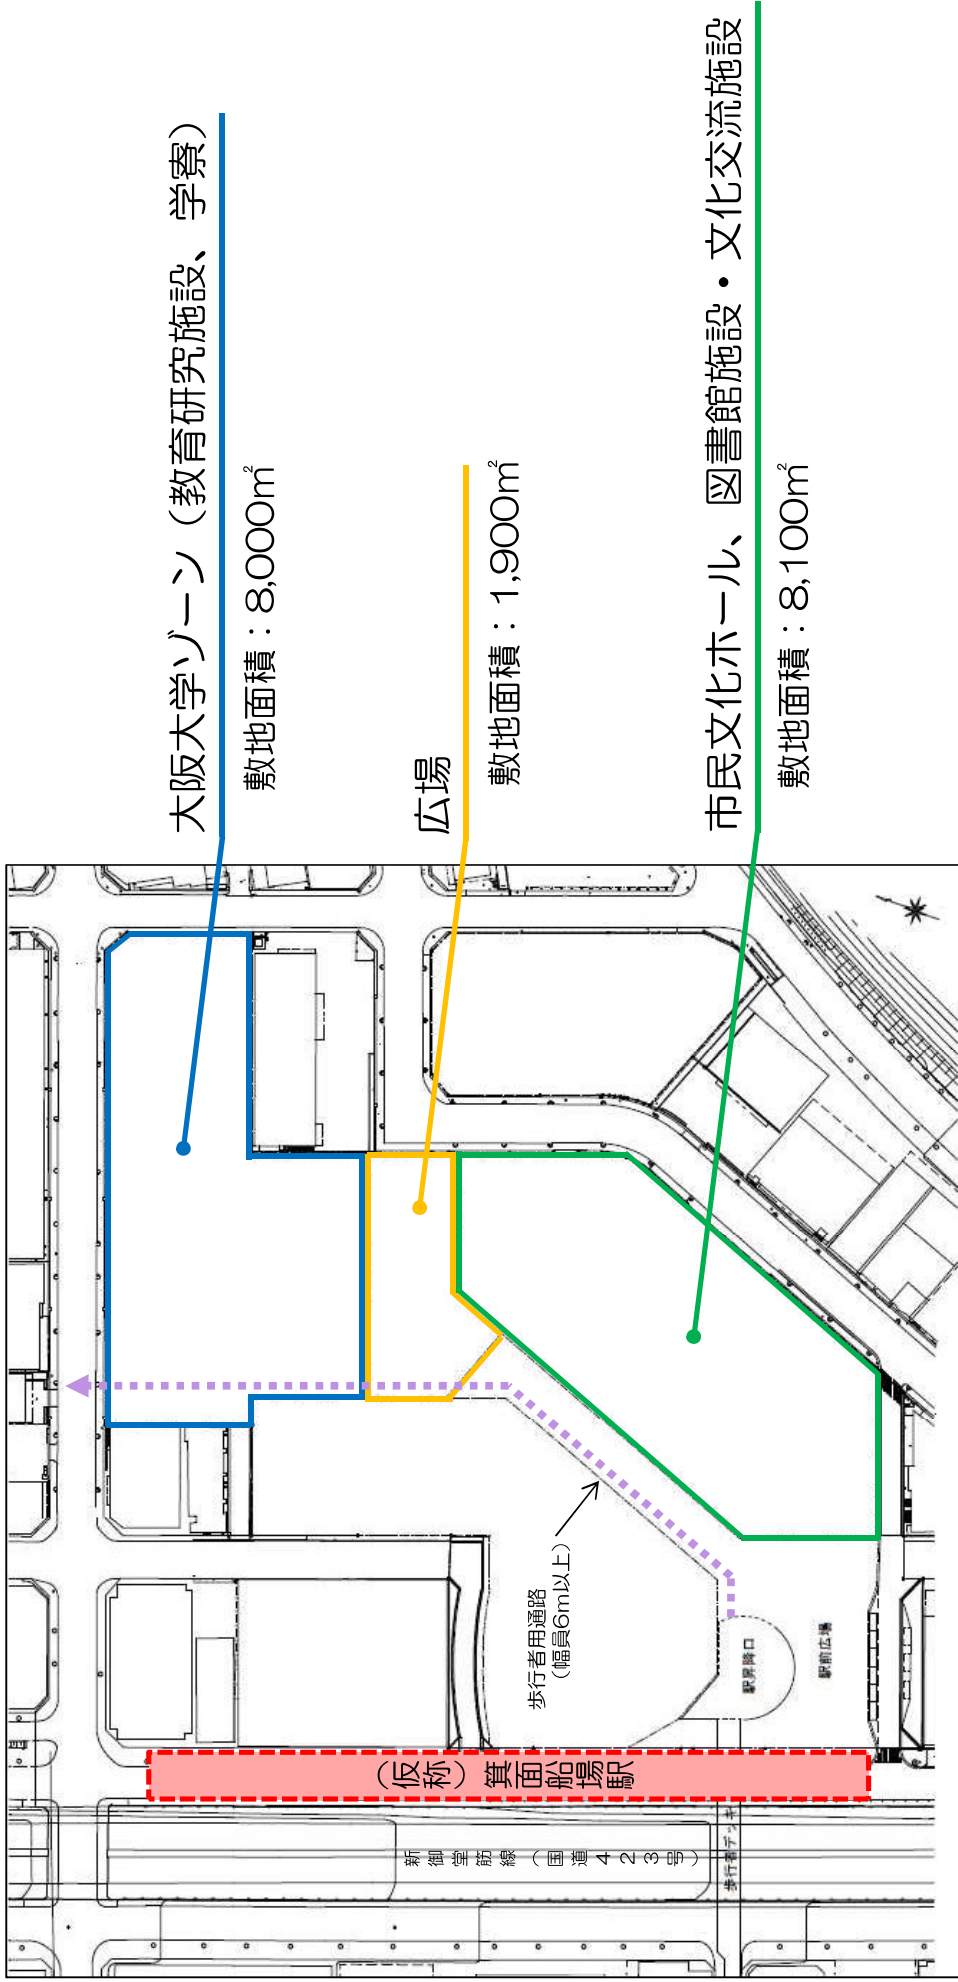 大阪大学ゾーン（教育研究施設、学寮）
敷地面積：8,000㎡
広場
敷地面積：1,900㎡
市民文化ホール、図書館施設・文化交流施設
敷地面積：8,100㎡
歩行者用通路
（幅員6m以上）
駅昇降口
駅前広場
（仮称）箕面船場駅
新御堂筋線（国道423号）
歩行者デッキ